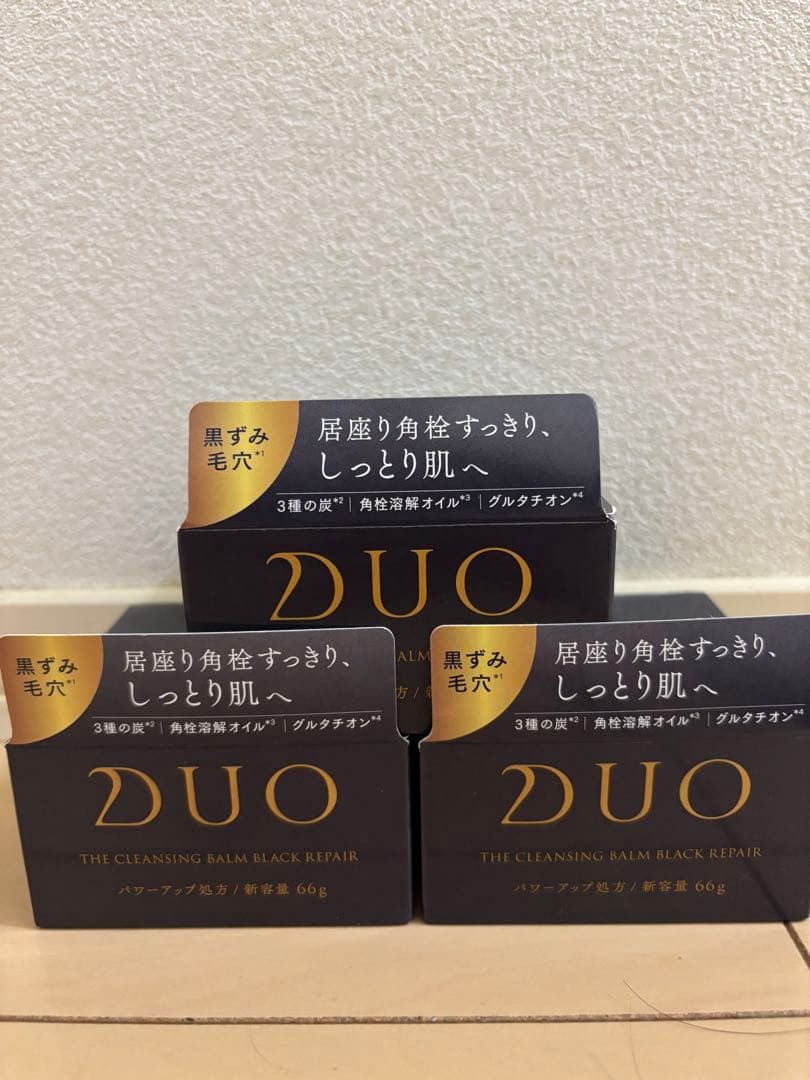 黒ずみ
毛穴*1
居座り角栓すっきり、
しっとり肌へ
3種の炭*2 | 角栓溶解オイル*3 | グルタチオン*4
DUO
ALM
方 / 新
黒ずみ
毛穴*1
居座り角栓すっきり、
しっとり肌へ
3種の炭*2 | 角栓溶解オイル*3 | グルタチオン*4
DUO
THE CLEANSING BALM BLACK REPAIR
パワーアップ処方 / 新容量 66g
黒ずみ
毛穴*1
居座り角栓すっきり、
しっとり肌へ
3種の炭*2 | 角栓溶解オイル*3 | グルタチオン*4
DUO
THE CLEANSING BALM BLACK REPAIR
パワーアップ処方 / 新容量 66g